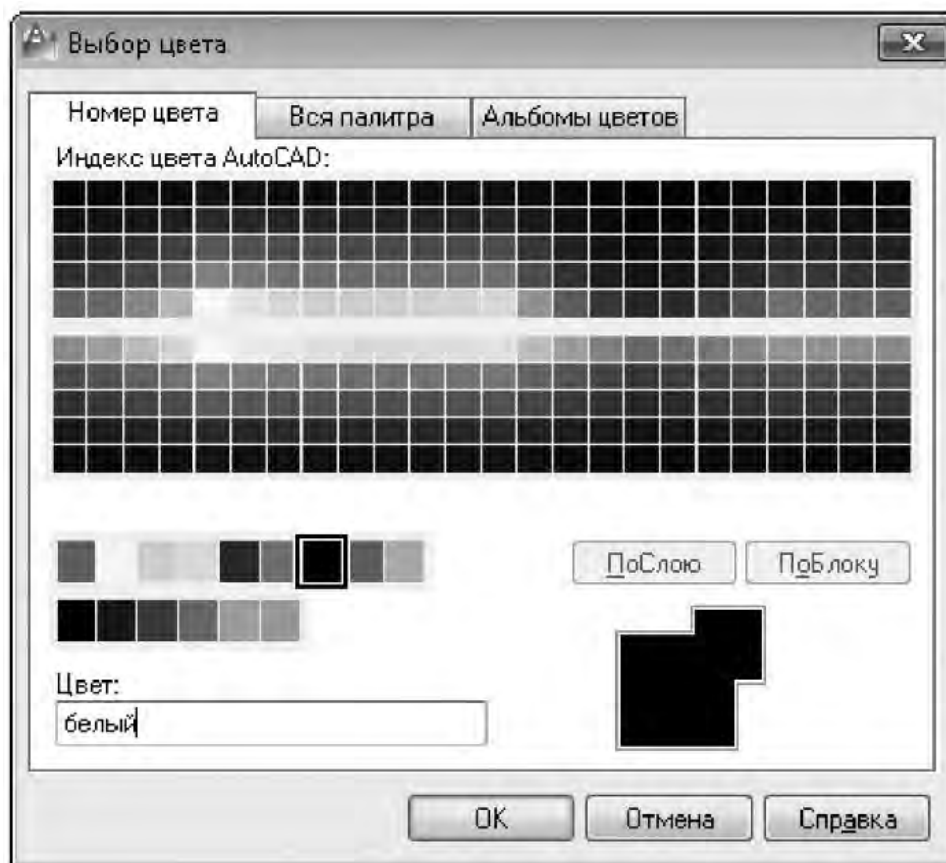 Выбор цвета
Номер цвета
Вся палитра
Альбомы цветов
Индекс цвета AutoCAD:
ПоСлою
ПоБлоку
Цвет:
белый
OK
Отмена
Справка